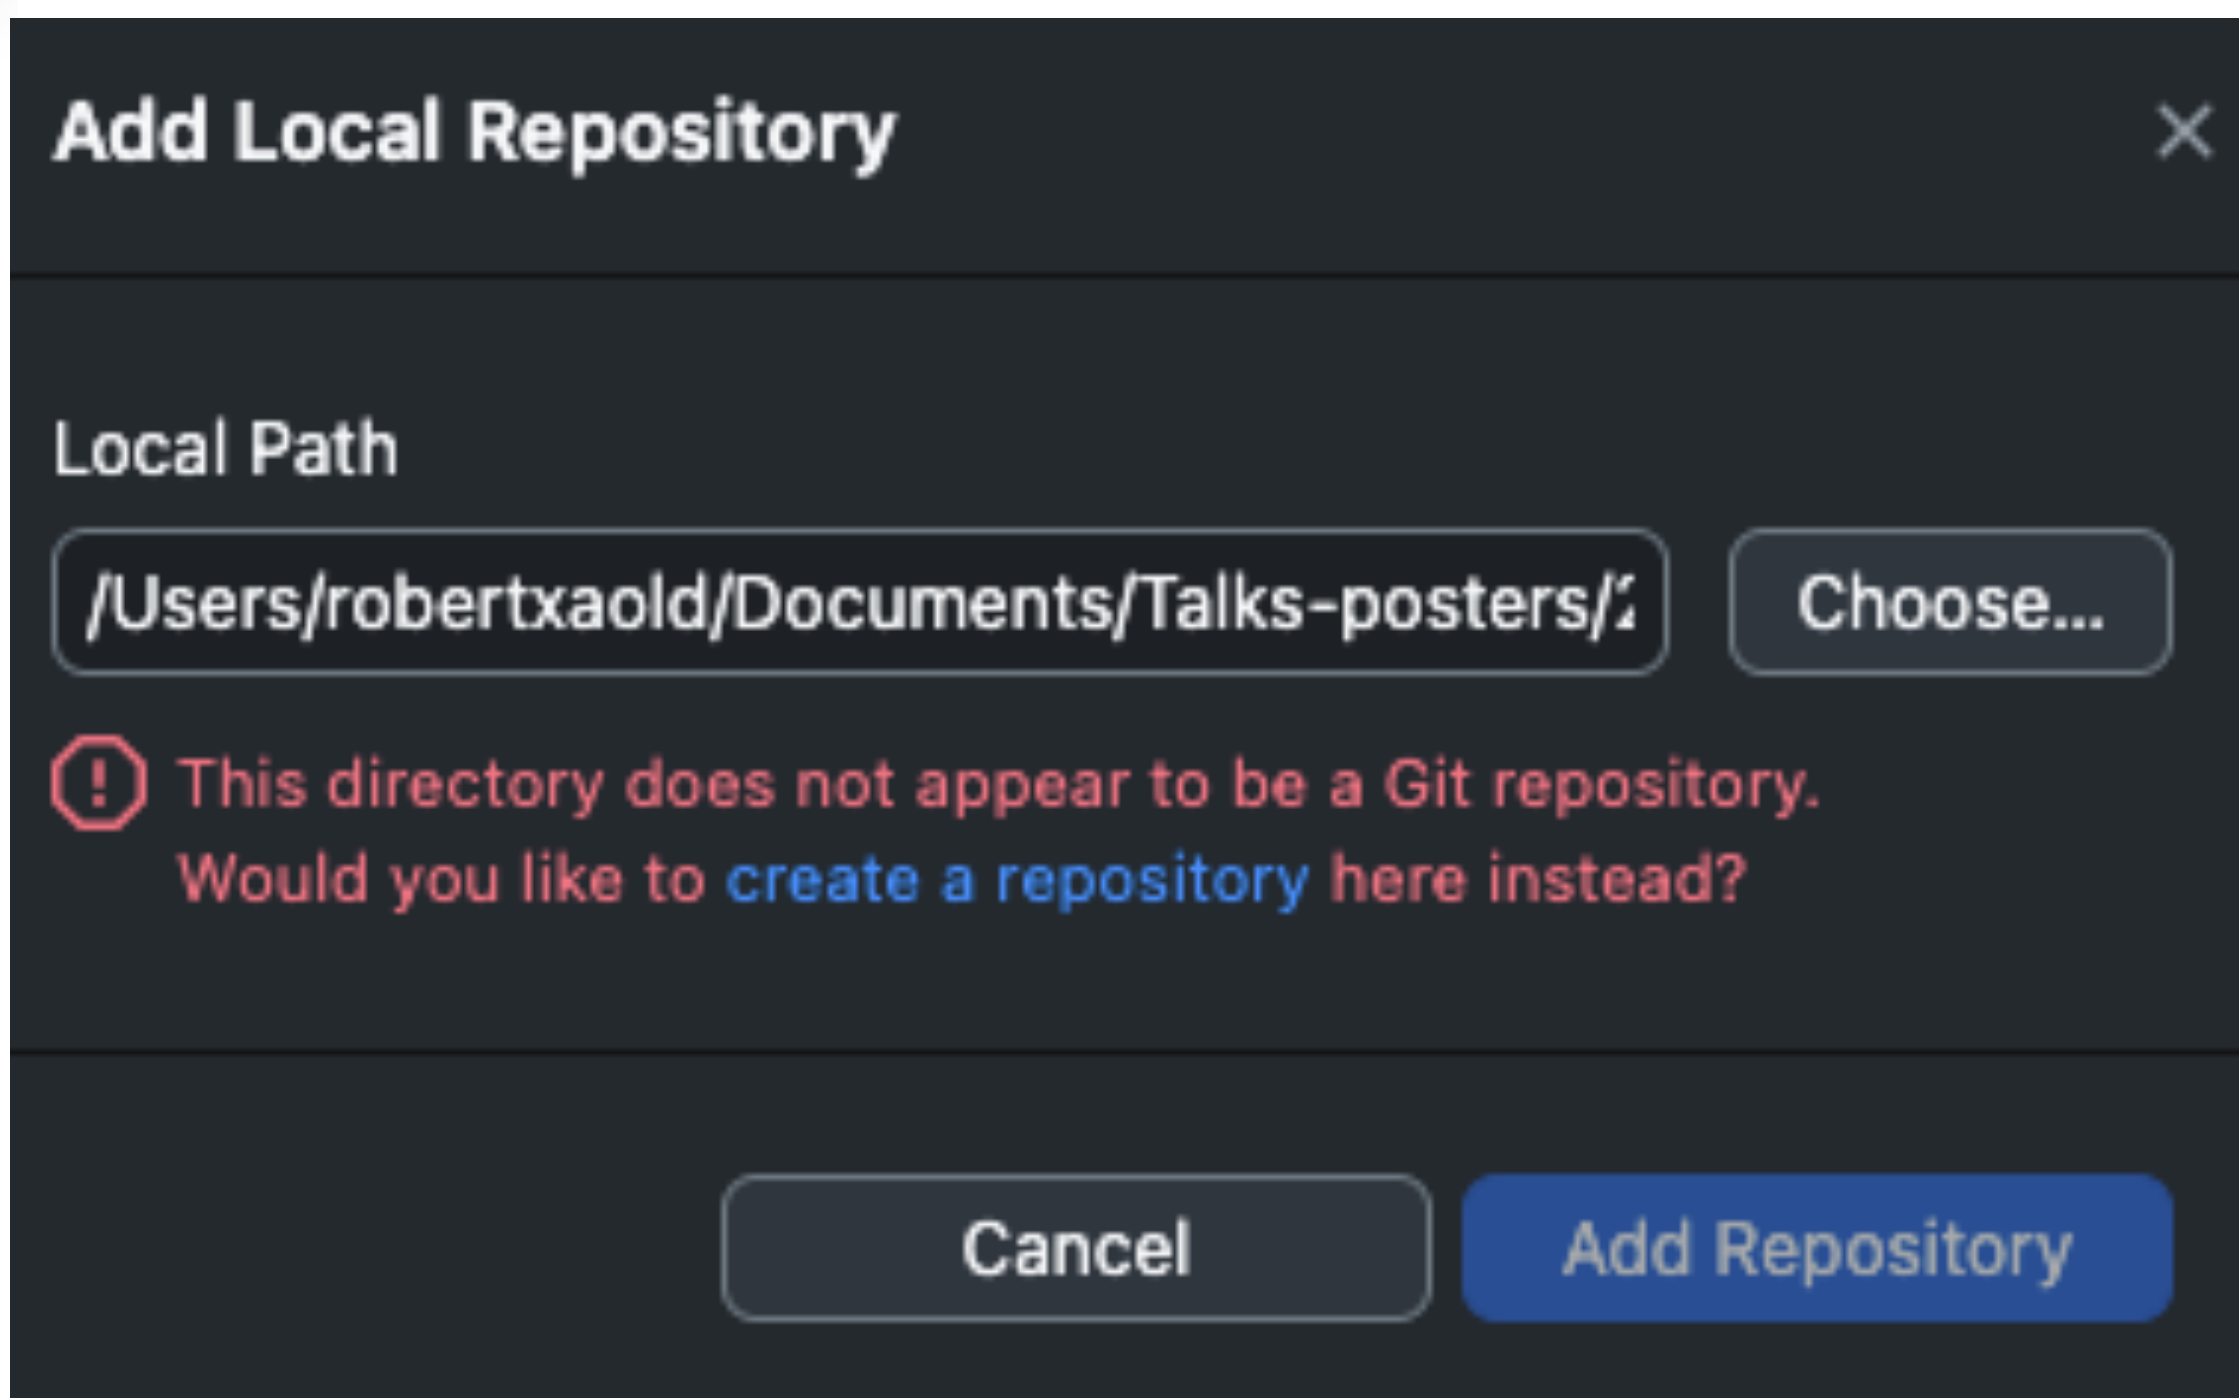 Add Local Repository
Local Path
/Users/robertxaold/Documents/Talks-posters/2
Choose...
This directory does not appear to be a Git repository.
Would you like to create a repository here instead?
Cancel
Add Repository